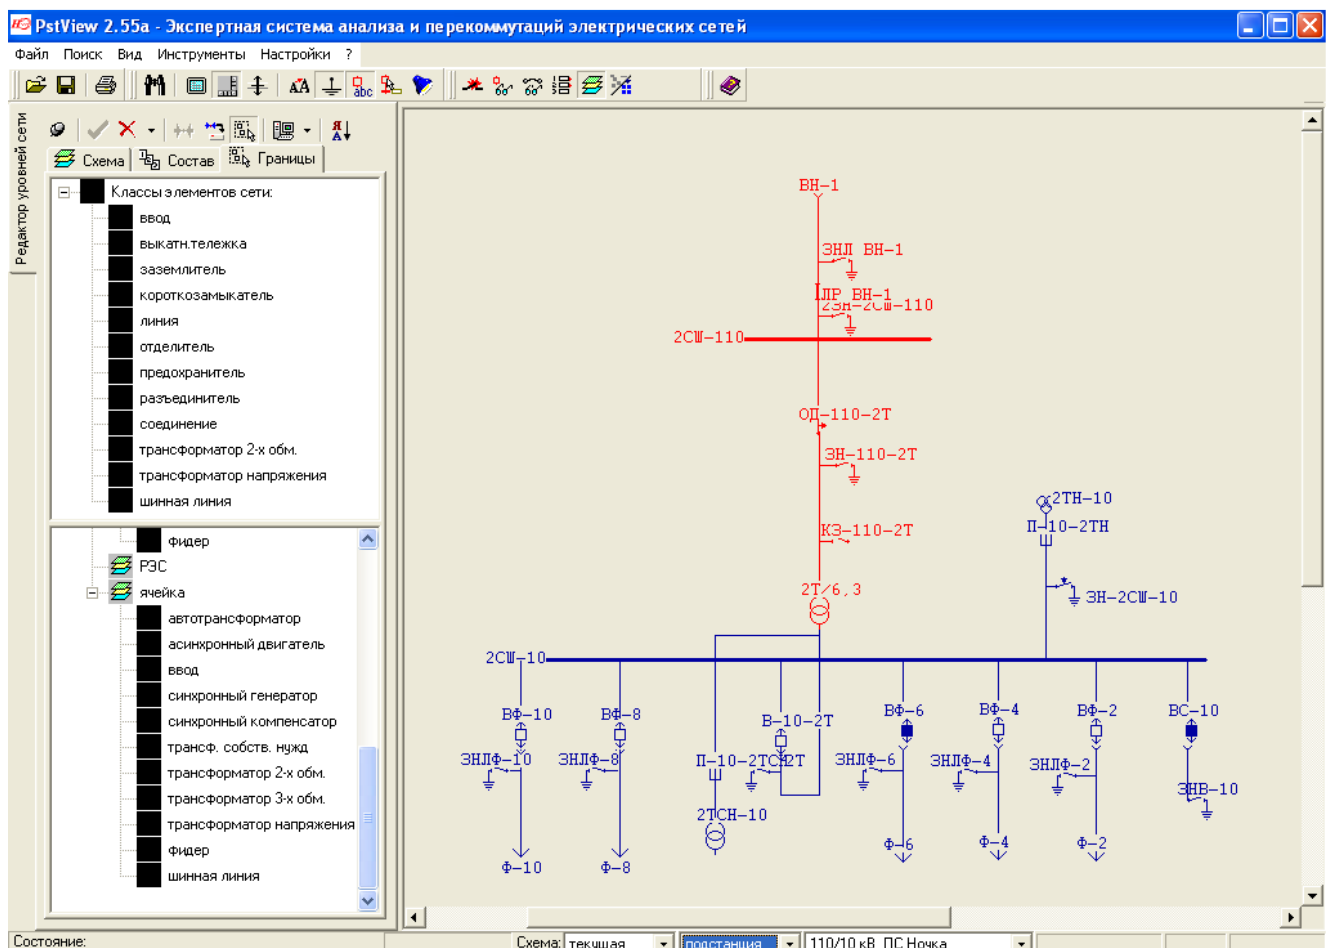 PstView 2.55a - Экспертная система анализа и перекоммутаций электрических сетей
Файл Поиск Вид Инструменты Настройки ?
abc
Редактор уровней сети
Схема Состав Границы
Классы элементов сети:
ввод
выкатн.тележка
заземлитель
короткозамыкатель
линия
отделитель
предохранитель
разъединитель
соединение
трансформатор 2-х обм.
трансформатор напряжения
шинная линия
фидер
РЭС
ячейка
автотрансформатор
асинхронный двигатель
ввод
синхронный генератор
синхронный компенсатор
трансф. собств. нужд
трансформатор 2-х обм.
трансформатор 3-х обм.
трансформатор напряжения
фидер
шинная линия
ВН-1
ЗНЛ ВН-1
ЛР ВН-1
2ЗН-2СШ-110
2СШ-110
ОД-110-2Т
ЗН-110-2Т
КЗ-110-2Т
2Т/6,3
2ТН-10
П-10-2ТН
ЗН-2СШ-10
2СШ-10
ВФ-10 ВФ-8 В-10-2Т ВФ-6 ВФ-4 ВФ-2 ВС-10
ЗНЛФ-10 ЗНЛФ-8 П-10-2ТСН 2Т ЗНЛФ-6 ЗНЛФ-4 ЗНЛФ-2
ЗНВ-10
2ТСН-10
Ф-10 Ф-8 Ф-6 Ф-4 Ф-2
Состояние: Схема: текущая подстанция 110/10 кВ ПС Ночка